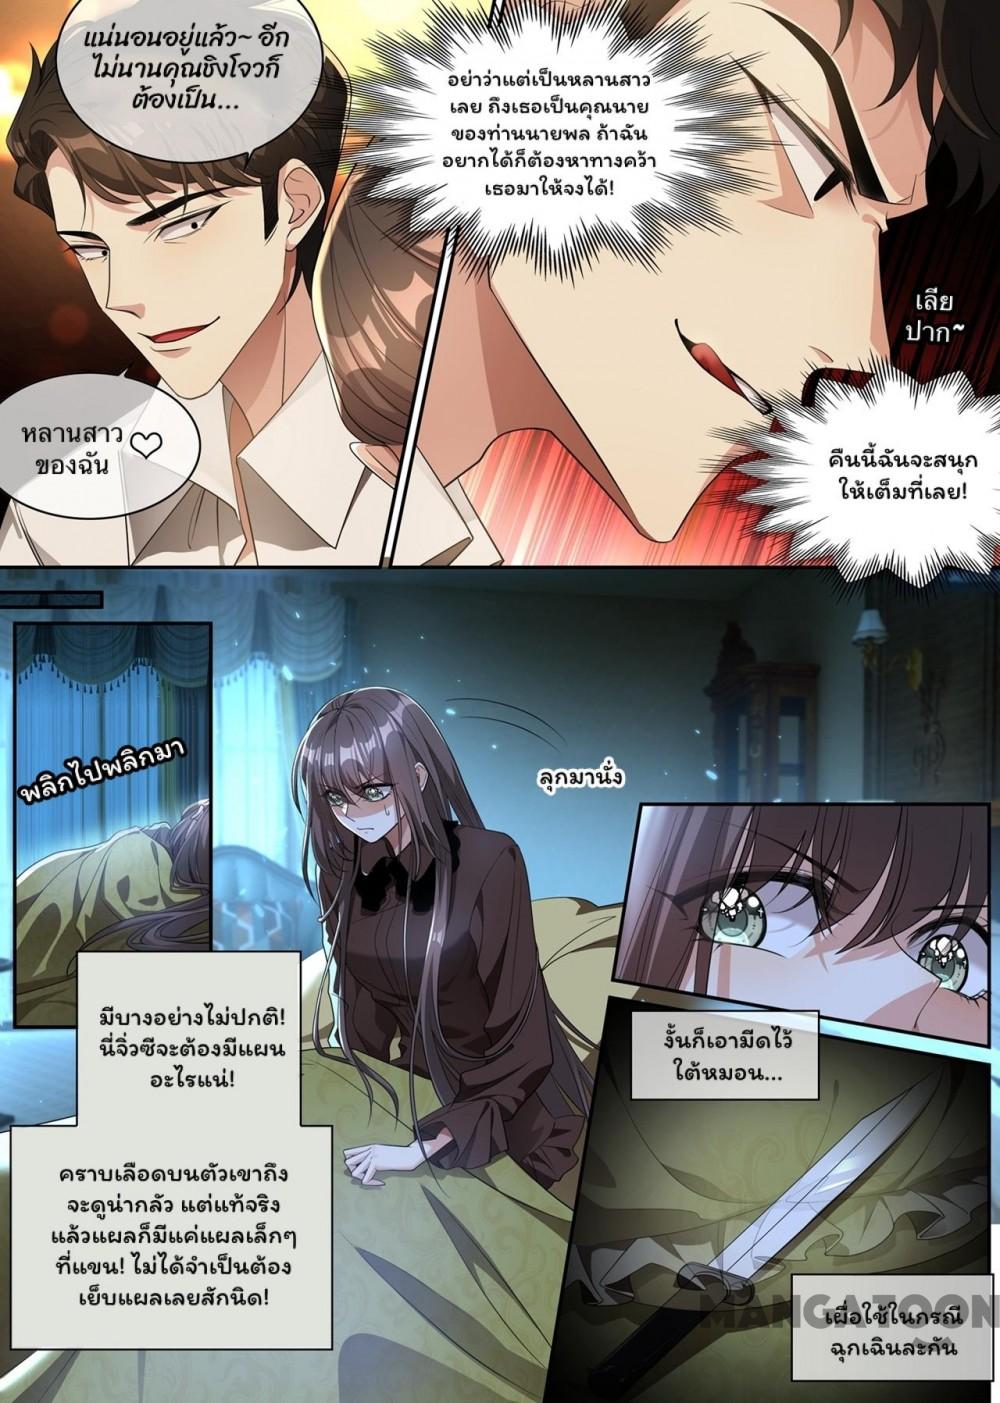 แน่นอนอยู่แล้ว~ อีก
ไม่นานคุณชิงโจวก็
ต้องเป็น...
อย่าว่าแต่เป็นหลานสาว
เลย ถึงเธอเป็นคุณนาย
ของท่านนายพล ถ้าฉัน
อยากได้ก็ต้องหาทางคว้า
เธอมาให้จงได้!
เลีย
ปาก~
หลานสาว
ของฉัน
คืนนี้ฉันจะสนุก
ให้เต็มที่เลย!
พลิกไปพลิกมา
ลุกมานั่ง
มีบางอย่างไม่ปกติ!
นี่จิ่วซีจะต้องมีแผน
อะไรแน่!
งั้นก็เอามีดไว้
ใต้หมอน...
คราบเลือดบนตัวเขาถึง
จะดูน่ากลัว แต่แท้จริง
แล้วแผลก็มีแค่แผลเล็กๆ
ที่แขน! ไม่ได้จำเป็นต้อง
เย็บแผลเลยสักนิด!
MANGATOON
เผื่อใช้ในกรณี
ฉุกเฉินละกัน